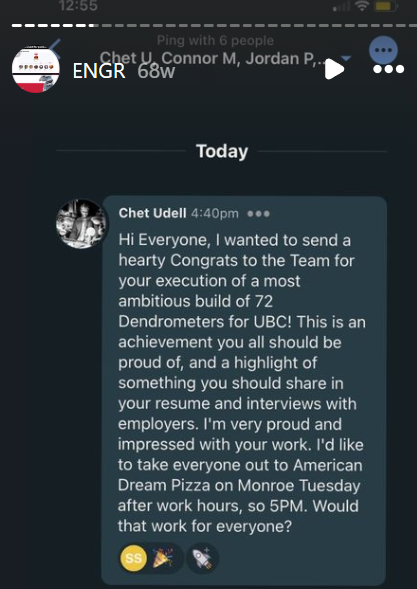 12:55
Ping with 6 people
Chet U, Connor M, Jordan P,...
ENGR 68w
Today
Chet Udell 4:40pm
Hi Everyone, I wanted to send a
hearty Congrats to the Team for
your execution of a most
ambitious build of 72
Dendrometers for UBC! This is an
achievement you all should be
proud of, and a highlight of
something you should share in
your resume and interviews with
employers. I'm very proud and
impressed with your work. I'd like
to take everyone out to American
Dream Pizza on Monroe Tuesday
after work hours, so 5PM. Would
that work for everyone?
SS